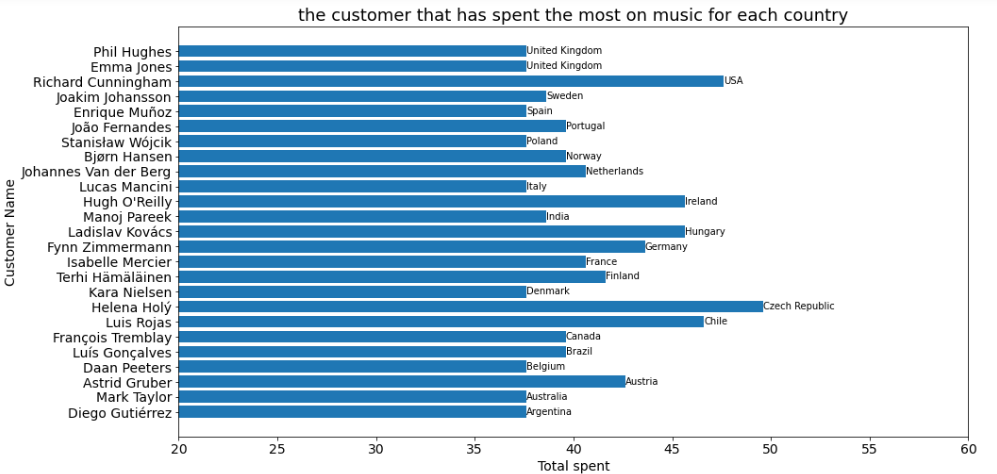 the customer that has spent the most on music for each country
Phil Hughes United Kingdom
Emma Jones United Kingdom
Richard Cunningham USA
Joakim Johansson Sweden
Enrique Muñoz Spain
João Fernandes Portugal
Stanisław Wójcik Poland
Bjørn Hansen Norway
Johannes Van der Berg Netherlands
Lucas Mancini Italy
Hugh O'Reilly Ireland
Manoj Pareek India
Ladislav Kovács Hungary
Fynn Zimmermann Germany
Isabelle Mercier France
Terhi Hämäläinen Finland
Kara Nielsen Denmark
Helena Holý Czech Republic
Luis Rojas Chile
François Tremblay Canada
Luís Gonçalves Brazil
Daan Peeters Belgium
Astrid Gruber Austria
Mark Taylor Australia
Diego Gutiérrez Argentina
Customer Name
20 25 30 35 40 45 50 55 60
Total spent